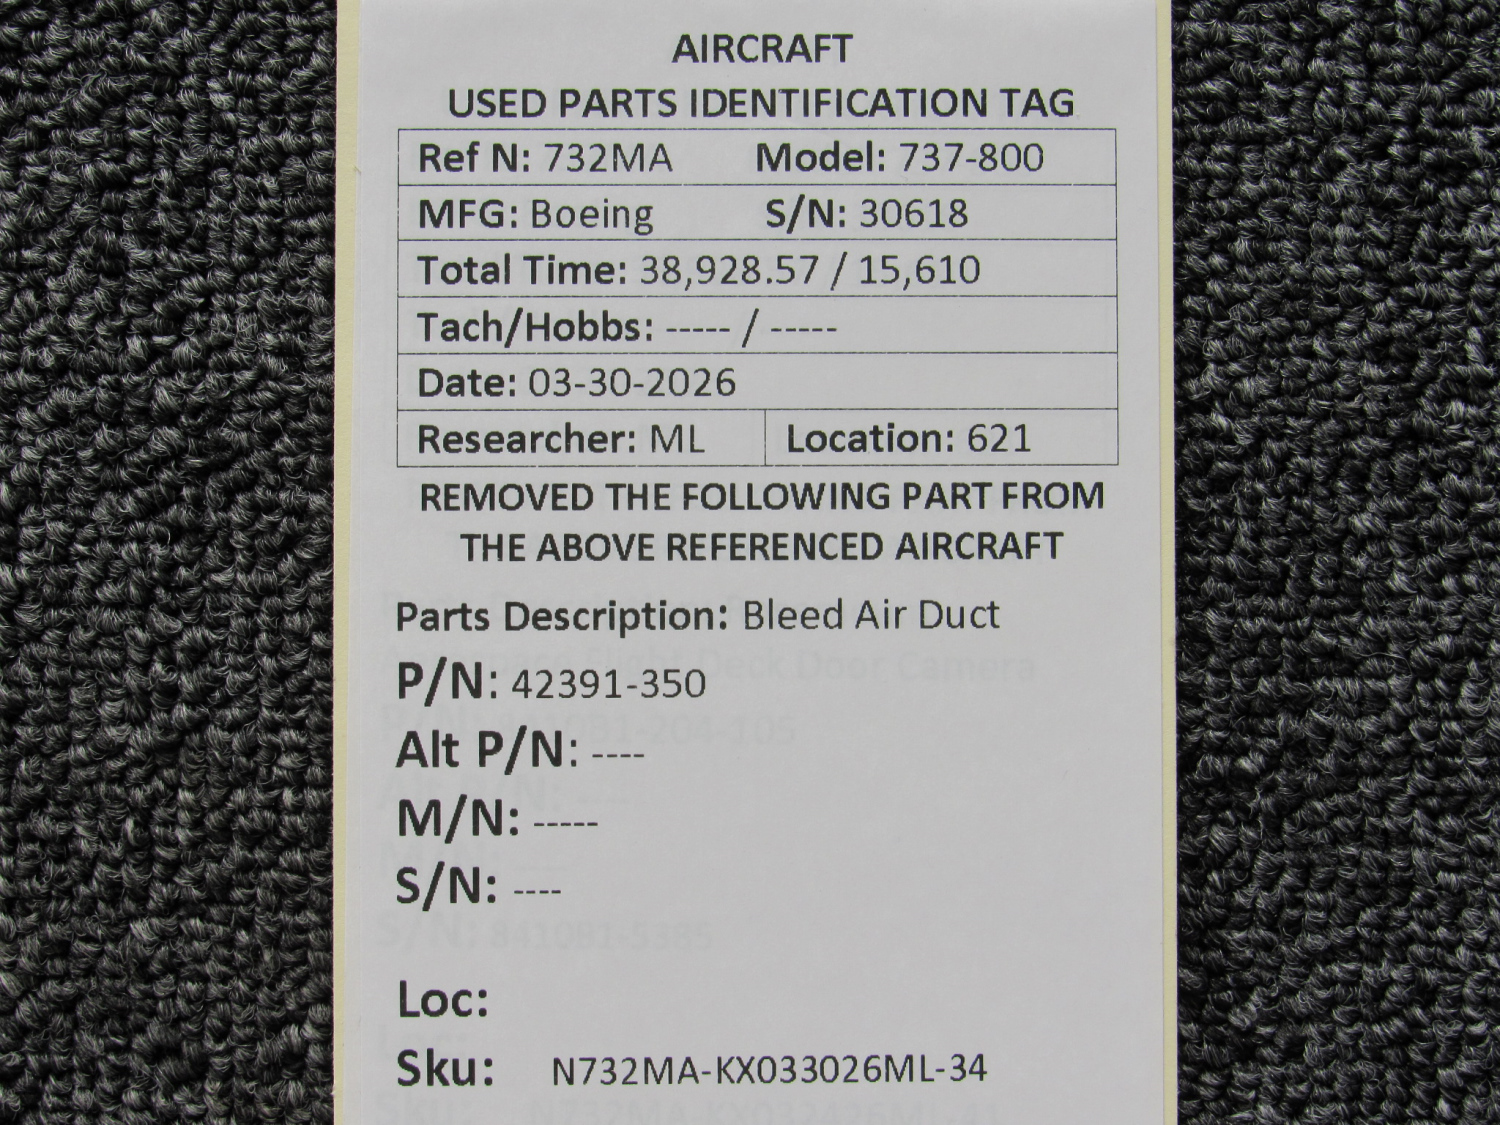 AIRCRAFT
USED PARTS IDENTIFICATION TAG
Ref N: 732MA Model: 737-800
MFG: Boeing S/N: 30618
Total Time: 38,928.57 / 15,610
Tach/Hobbs: ----- / -----
Date: 03-30-2026
Researcher: ML Location: 621
REMOVED THE FOLLOWING PART FROM
THE ABOVE REFERENCED AIRCRAFT
Parts Description: Bleed Air Duct
P/N: 42391-350
Alt P/N: ----
M/N: -----
S/N: ----
Loc:
Sku: N732MA-KX033026ML-34